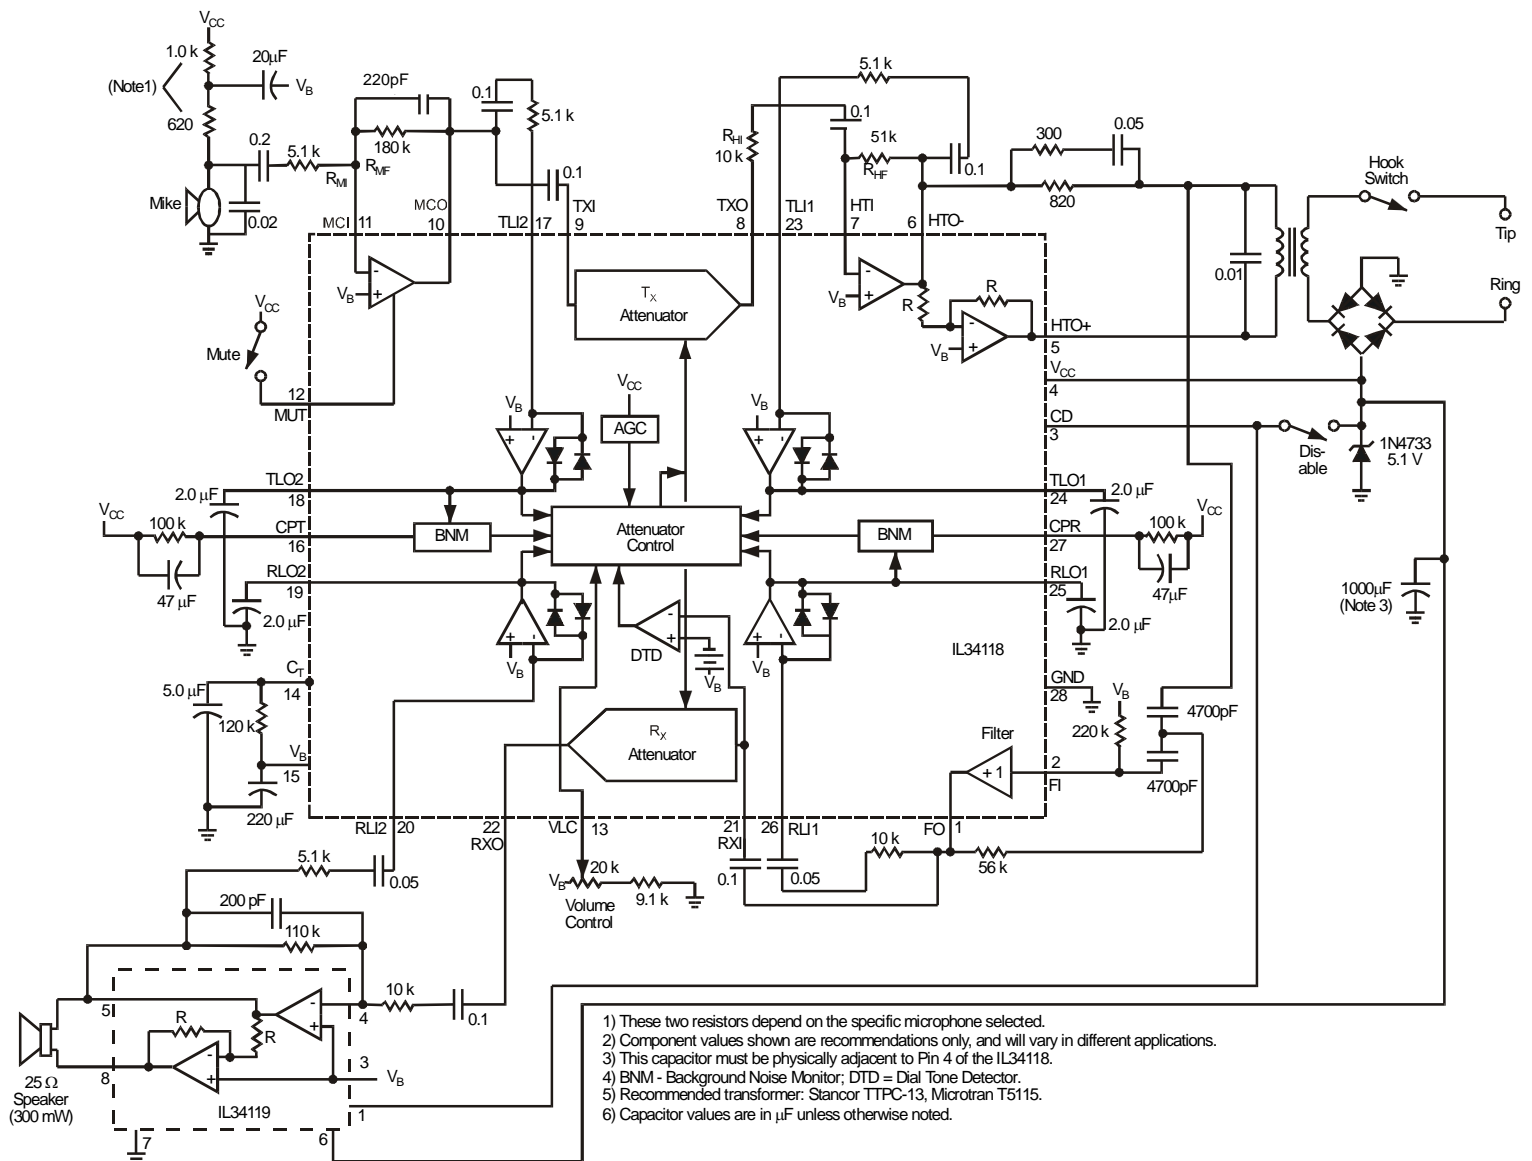 VCC
1.0 k
(Note1)
20µF
VB
620
0.2
5.1 k
RMI
Mike
0.02
220pF
180 k
RMF
0.1
5.1 k
0.1
MCI 11
MCO
10
TLI2 17
TXI
9
RHI
10 k
TXO
8
TLI1
23
5.1 k
0.1
51k
RHF
0.1
HTI
7
6 HTO-
300
0.05
820
0.01
Hook
Switch
Tip
Ring
VB
TX
Attenuator
VB
R
R
VB
HTO+
5
VCC
4
CD
3
VCC
Mute
12
MUT
VB
+
-
VCC
AGC
VB
+
-
Dis-
able
1N4733
5.1 V
TLO2
18
2.0 µF
VCC
100 k
CPT
16
BNM
Attenuator
Control
BNM
TLO1
24
2.0 µF
VCC
100 k
CPR
27
47 µF
RLO2
19
2.0 µF
RLO1
25
47µF
2.0 µF
1000µF
(Note 3)
+
-
VB
DTD
-
+
VB
+
-
VB
IL34118
CT
14
5.0 µF
120 k
VB
15
220 µF
RX
Attenuator
GND
28
VB
220 k
4700pF
4700pF
Filter
+ 1
2
FI
RLI2 20
22
RXO
VLC 13
21
RXI
26 RLI1
FO 1
5.1 k
0.05
VB
20 k
Volume
Control
9.1 k
0.1
0.05
10 k
56 k
200 pF
110 k
10 k
0.1
5
4
-
+
R
R
-
+
3
VB
8
25 Ω
Speaker
(300 mW)
IL34119
1
6
7
1) These two resistors depend on the specific microphone selected.
2) Component values shown are recommendations only, and will vary in different applications.
3) This capacitor must be physically adjacent to Pin 4 of the IL34118.
4) BNM - Background Noise Monitor; DTD = Dial Tone Detector.
5) Recommended transformer: Stancor TTPC-13, Microtran T5115.
6) Capacitor values are in µF unless otherwise noted.